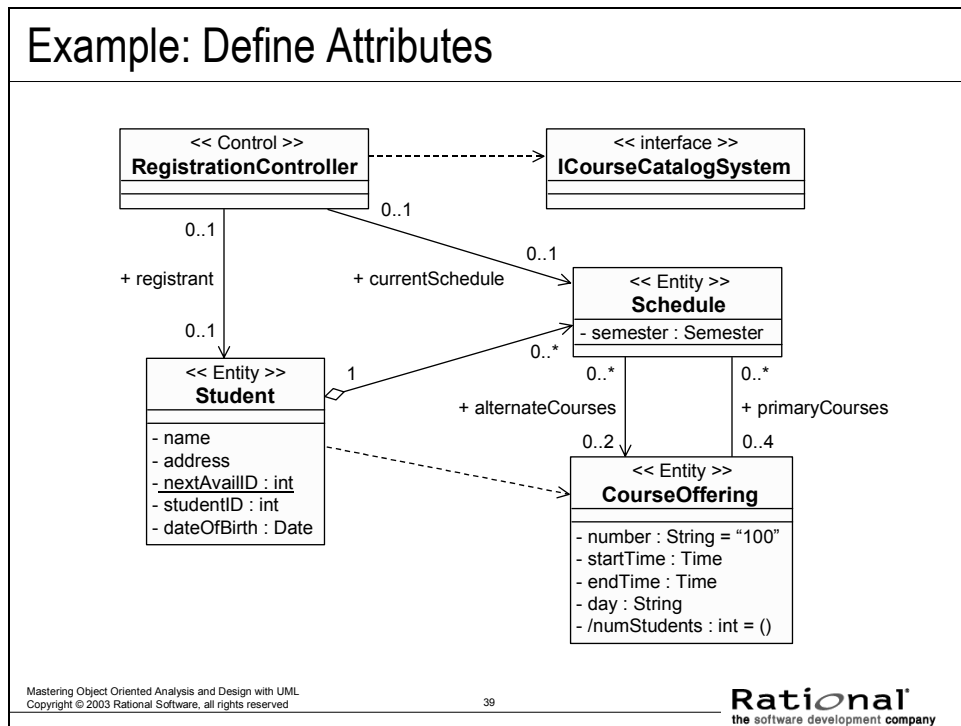 Example: Define Attributes
<< Control >>
RegistrationController
<< interface >>
ICourseCatalogSystem
0..1
0..1
+ registrant
+ currentSchedule
0..1
0..1
<< Entity >>
Schedule
- semester : Semester
<< Entity >>
Student
- name
- address
- nextAvailID : int
- studentID : int
- dateOfBirth : Date
1
0..*
0..*
0..*
+ alternateCourses
+ primaryCourses
0..2
0..4
<< Entity >>
CourseOffering
- number : String = “100”
- startTime : Time
- endTime : Time
- day : String
- /numStudents : int = ()
Mastering Object Oriented Analysis and Design with UML
Copyright © 2003 Rational Software, all rights reserved
39
Rational
the software development company